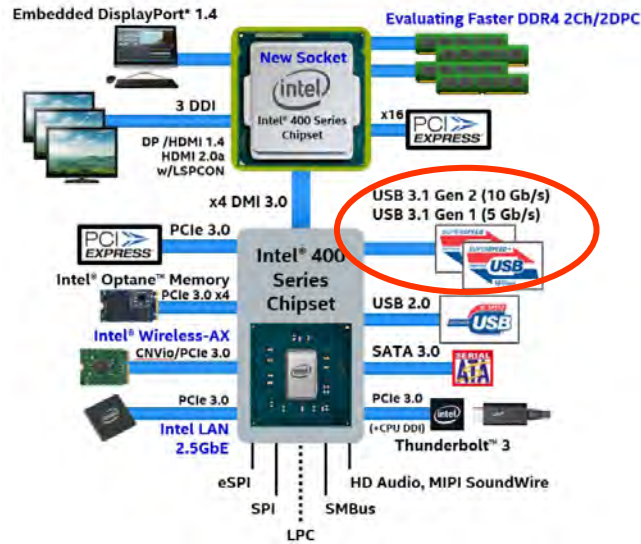 Embedded DisplayPort* 1.4
Evaluating Faster DDR4 2Ch/2DPC
New Socket
intel
Intel® 400 Series
Chipset
3 DDI
DP /HDMI 1.4
HDMI 2.0a
w/LSPCON
x16
PCI
EXPRESS
x4 DMI 3.0
USB 3.1 Gen 2 (10 Gb/s)
USB 3.1 Gen 1 (5 Gb/s)
PCI
EXPRESS
PCIe 3.0
Intel® 400
Series
Chipset
USB
Intel® Optane™ Memory
PCIe 3.0 x4
USB 2.0
USB
Intel® Wireless-AX
CNVio/PCIe 3.0
SATA 3.0
SERIAL
ATA
PCIe 3.0
Intel LAN
2.5GbE
intel
PCIe 3.0
(+CPU DDI)
intel
Thunderbolt™ 3
eSPI
SPI
LPC
SMBus
HD Audio, MIPI SoundWire